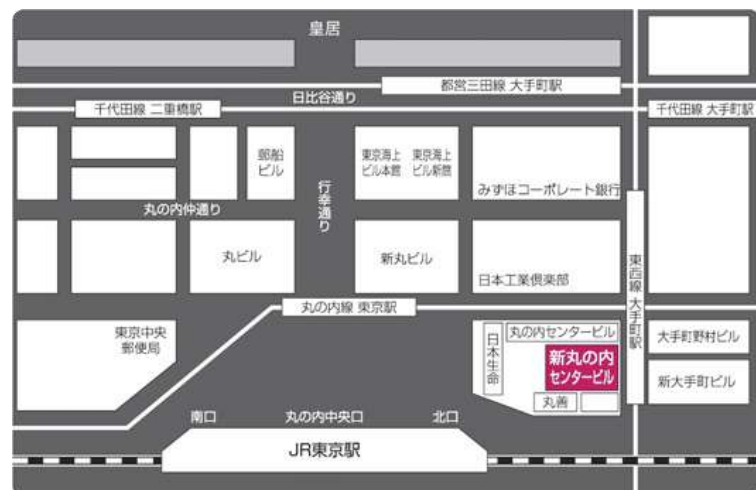 皇居
都営三田線 大手町駅
日比谷通り
千代田線 二重橋駅
千代田線 大手町駅
郵船
ビル
東京海上
ビル本館
東京海上
ビル新館
みずほコーポレート銀行
行幸通り
丸の内仲通り
丸ビル
新丸ビル
日本工業倶楽部
東西線 大手町駅
丸の内線 東京駅
東京中央
郵便局
日本生命
丸の内センタービル
新丸の内
センタービル
丸善
大手町野村ビル
新大手町ビル
南口
丸の内中央口
北口
JR東京駅